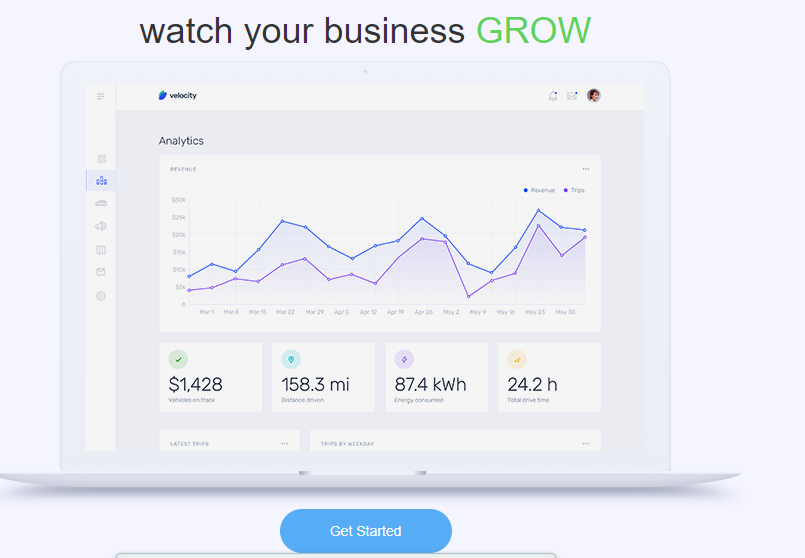 watch your business GROW
velocity
Analytics
REVENUE
Revenue Trips
$30k
$25k
$20k
$15k
$10k
$5k
0
Mar 1 Mar 8 Mar 15 Mar 22 Mar 29 Apr 5 Apr 12 Apr 19 Apr 26 May 2 May 9 May 16 May 23 May 30
$1,428 158.3 mi 87.4 kWh 24.2 h
Vehicles on track Distance driven Energy consumed Total drive time
LATEST TRIPS TRIPS BY WEEKDAY
Get Started